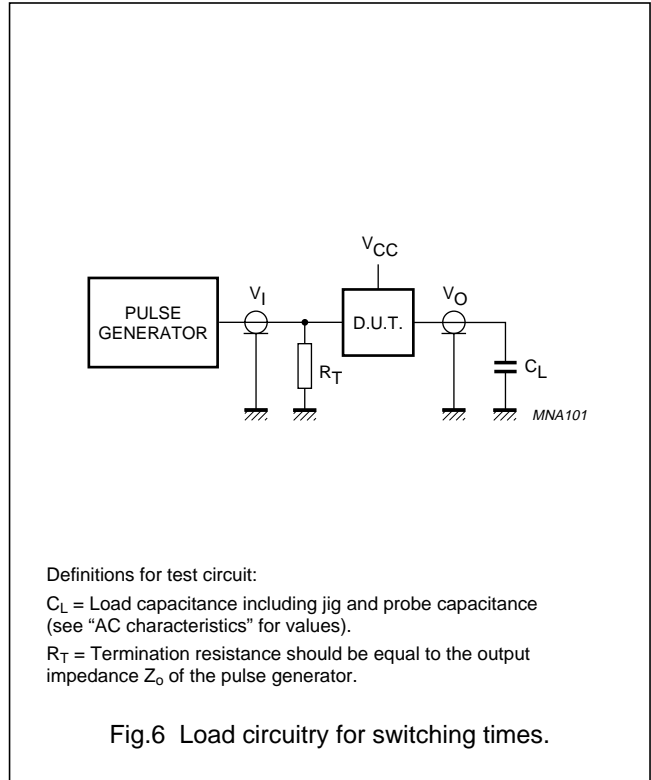 VCC
PULSE
GENERATOR
VI
D.U.T.
VO
RT
CL
MNA101
Definitions for test circuit:
CL = Load capacitance including jig and probe capacitance
(see “AC characteristics” for values).
RT = Termination resistance should be equal to the output
impedance Zo of the pulse generator.
Fig.6 Load circuitry for switching times.